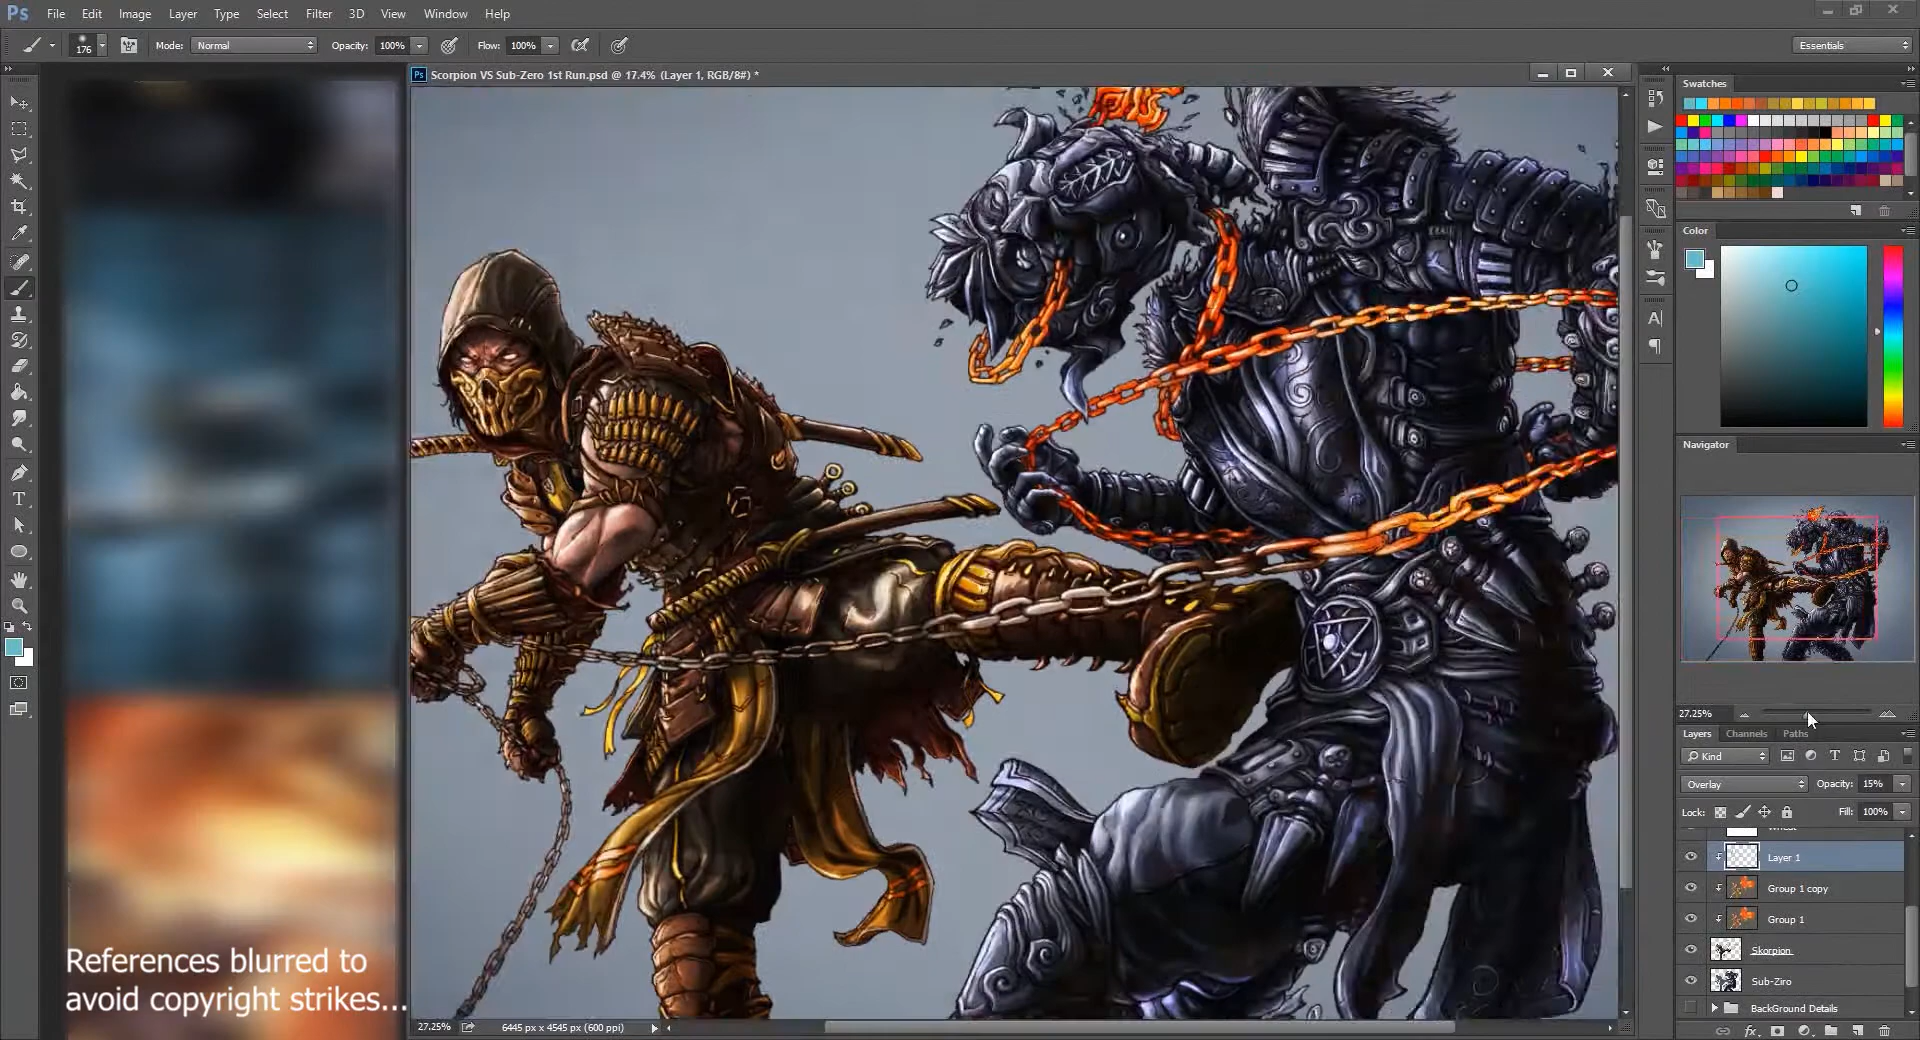 Ps File Edit Image Layer Type Select Filter 3D View Window Help
176 Mode: Normal Opacity: 100% Flow: 100% Essentials
Ps Scorpion VS Sub-Zero 1st Run.psd @ 17.4% (Layer 1, RGB/8#) *
Swatches
Color
Navigator
27.25%
Layers Channels Paths
Kind
Overlay Opacity: 15%
Lock: Fill: 100%
Layer 1
Group 1 copy
Group 1
Skorpion
Sub-Ziro
BackGround Details
References blurred to
avoid copyright strikes...
27.25% 6445 px x 4545 px (600 ppi)